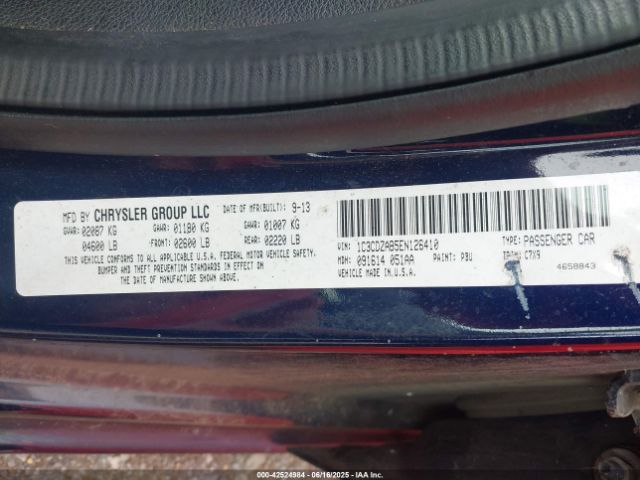 MFD BY CHRYSLER GROUP LLC DATE OF MFR(BUILT): 9-13
GVWR: 02087 KG GAWR: 01180 KG GAWR: 01007 KG
04600 LB FRONT: 02600 LB REAR: 02220 LB
THIS VEHICLE CONFORMS TO ALL APPLICABLE U.S.A. FEDERAL MOTOR VEHICLE SAFETY,
BUMPER AND THEFT PREVENTION STANDARDS IN EFFECT ON
THE DATE OF MANUFACTURE SHOWN ABOVE. MADE IN U.S.A.
VIN: 1C3CDZAB5EN126410 TYPE: PASSENGER CAR
MDH: 091614 051AA PAINT: PBU C7X9
4658843
000-42524984 06/16/2025 IAA Inc.